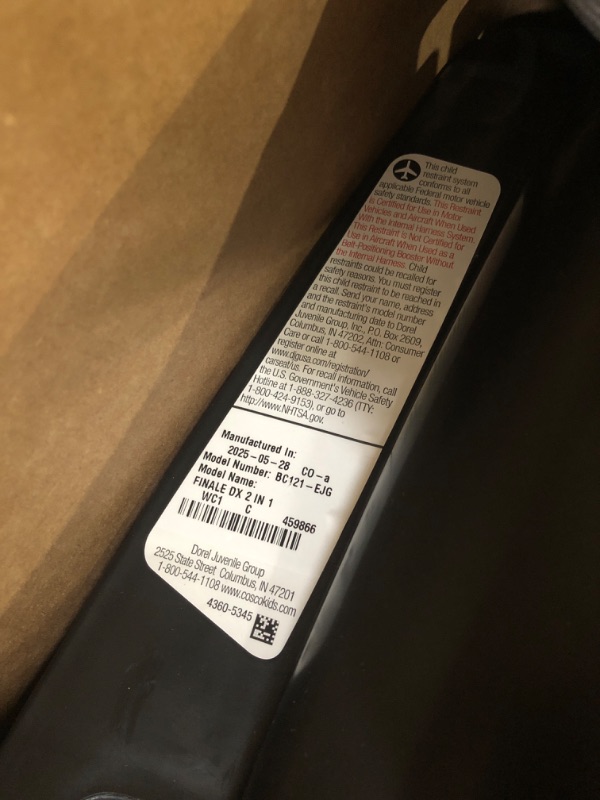 This child
restraint system
conforms to all
applicable Federal motor vehicle
safety standards. This Restraint
is Certified for Use in Motor
Vehicles and Aircraft When Used
With the Internal Harness System.
This Restraint is Not Certified for
Use in Aircraft When Used as a
Belt-Positioning Booster Without
the Internal Harness. Child
restraints could be recalled for
safety reasons. You must register
this child restraint to be reached in
a recall. Send your name, address
and the restraint's model number
and manufacturing date to Dorel
Juvenile Group, Inc., P.O. Box 2609,
Columbus, IN 47202. Attn: Consumer
Care or call 1-800-544-1108 or
register online at
www.djgusa.com/registration/
carseat/us. For recall information, call
the U.S. Government's Vehicle Safety
Hotline at 1-888-327-4236 (TTY:
1-800-424-9153), or go to
http://www.NHTSA.gov.
Manufactured In:
2025-05-28 CO-a
Model Number: BC121-EJG
Model Name:
FINALE DX 2 IN 1
WC1 C 459866
Dorel Juvenile Group
2525 State Street Columbus, IN 47201
1-800-544-1108 www.coscokids.com
4360-5345